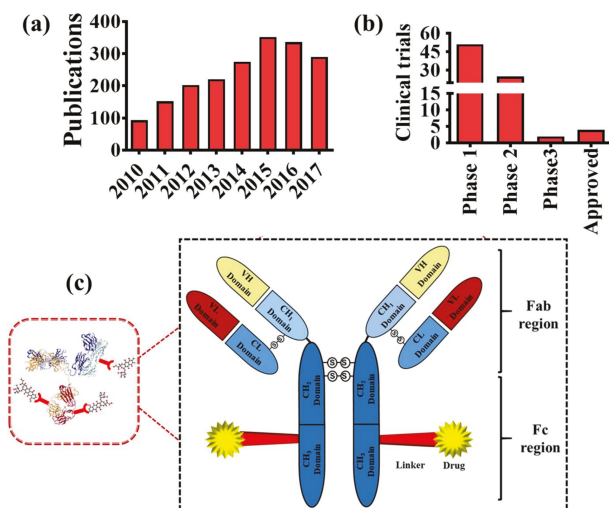 (a)
Publications
400
300
200
100
0
2010
2011
2012
2013
2014
2015
2016
2017
(b)
Clinical trials
60
45
30
15
10
5
0
Phase 1
Phase 2
Phase3
Approved
(c)
VH
Domain
CH₁
Domain
VL
Domain
CL
Domain
S
S
VH
Domain
CH₁
Domain
VL
Domain
CL
Domain
S
S
S S
S S
CH₂
Domain
CH₂
Domain
CH₃
Domain
CH₃
Domain
Linker
Drug
Fab
region
Fc
region